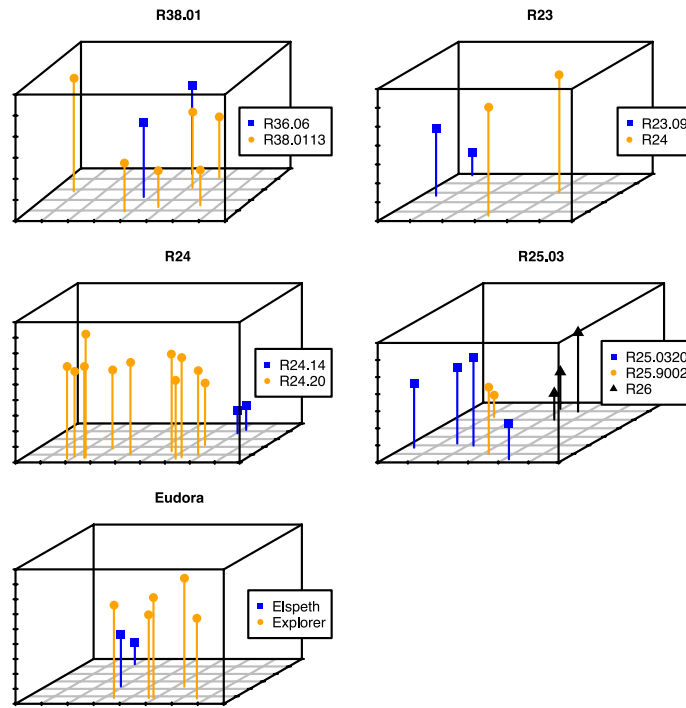 R38.01
R36.06
R38.0113
R23
R23.09
R24
R24
R24.14
R24.20
R25.03
R25.0320
R25.9002
R26
Eudora
Elspeth
Explorer